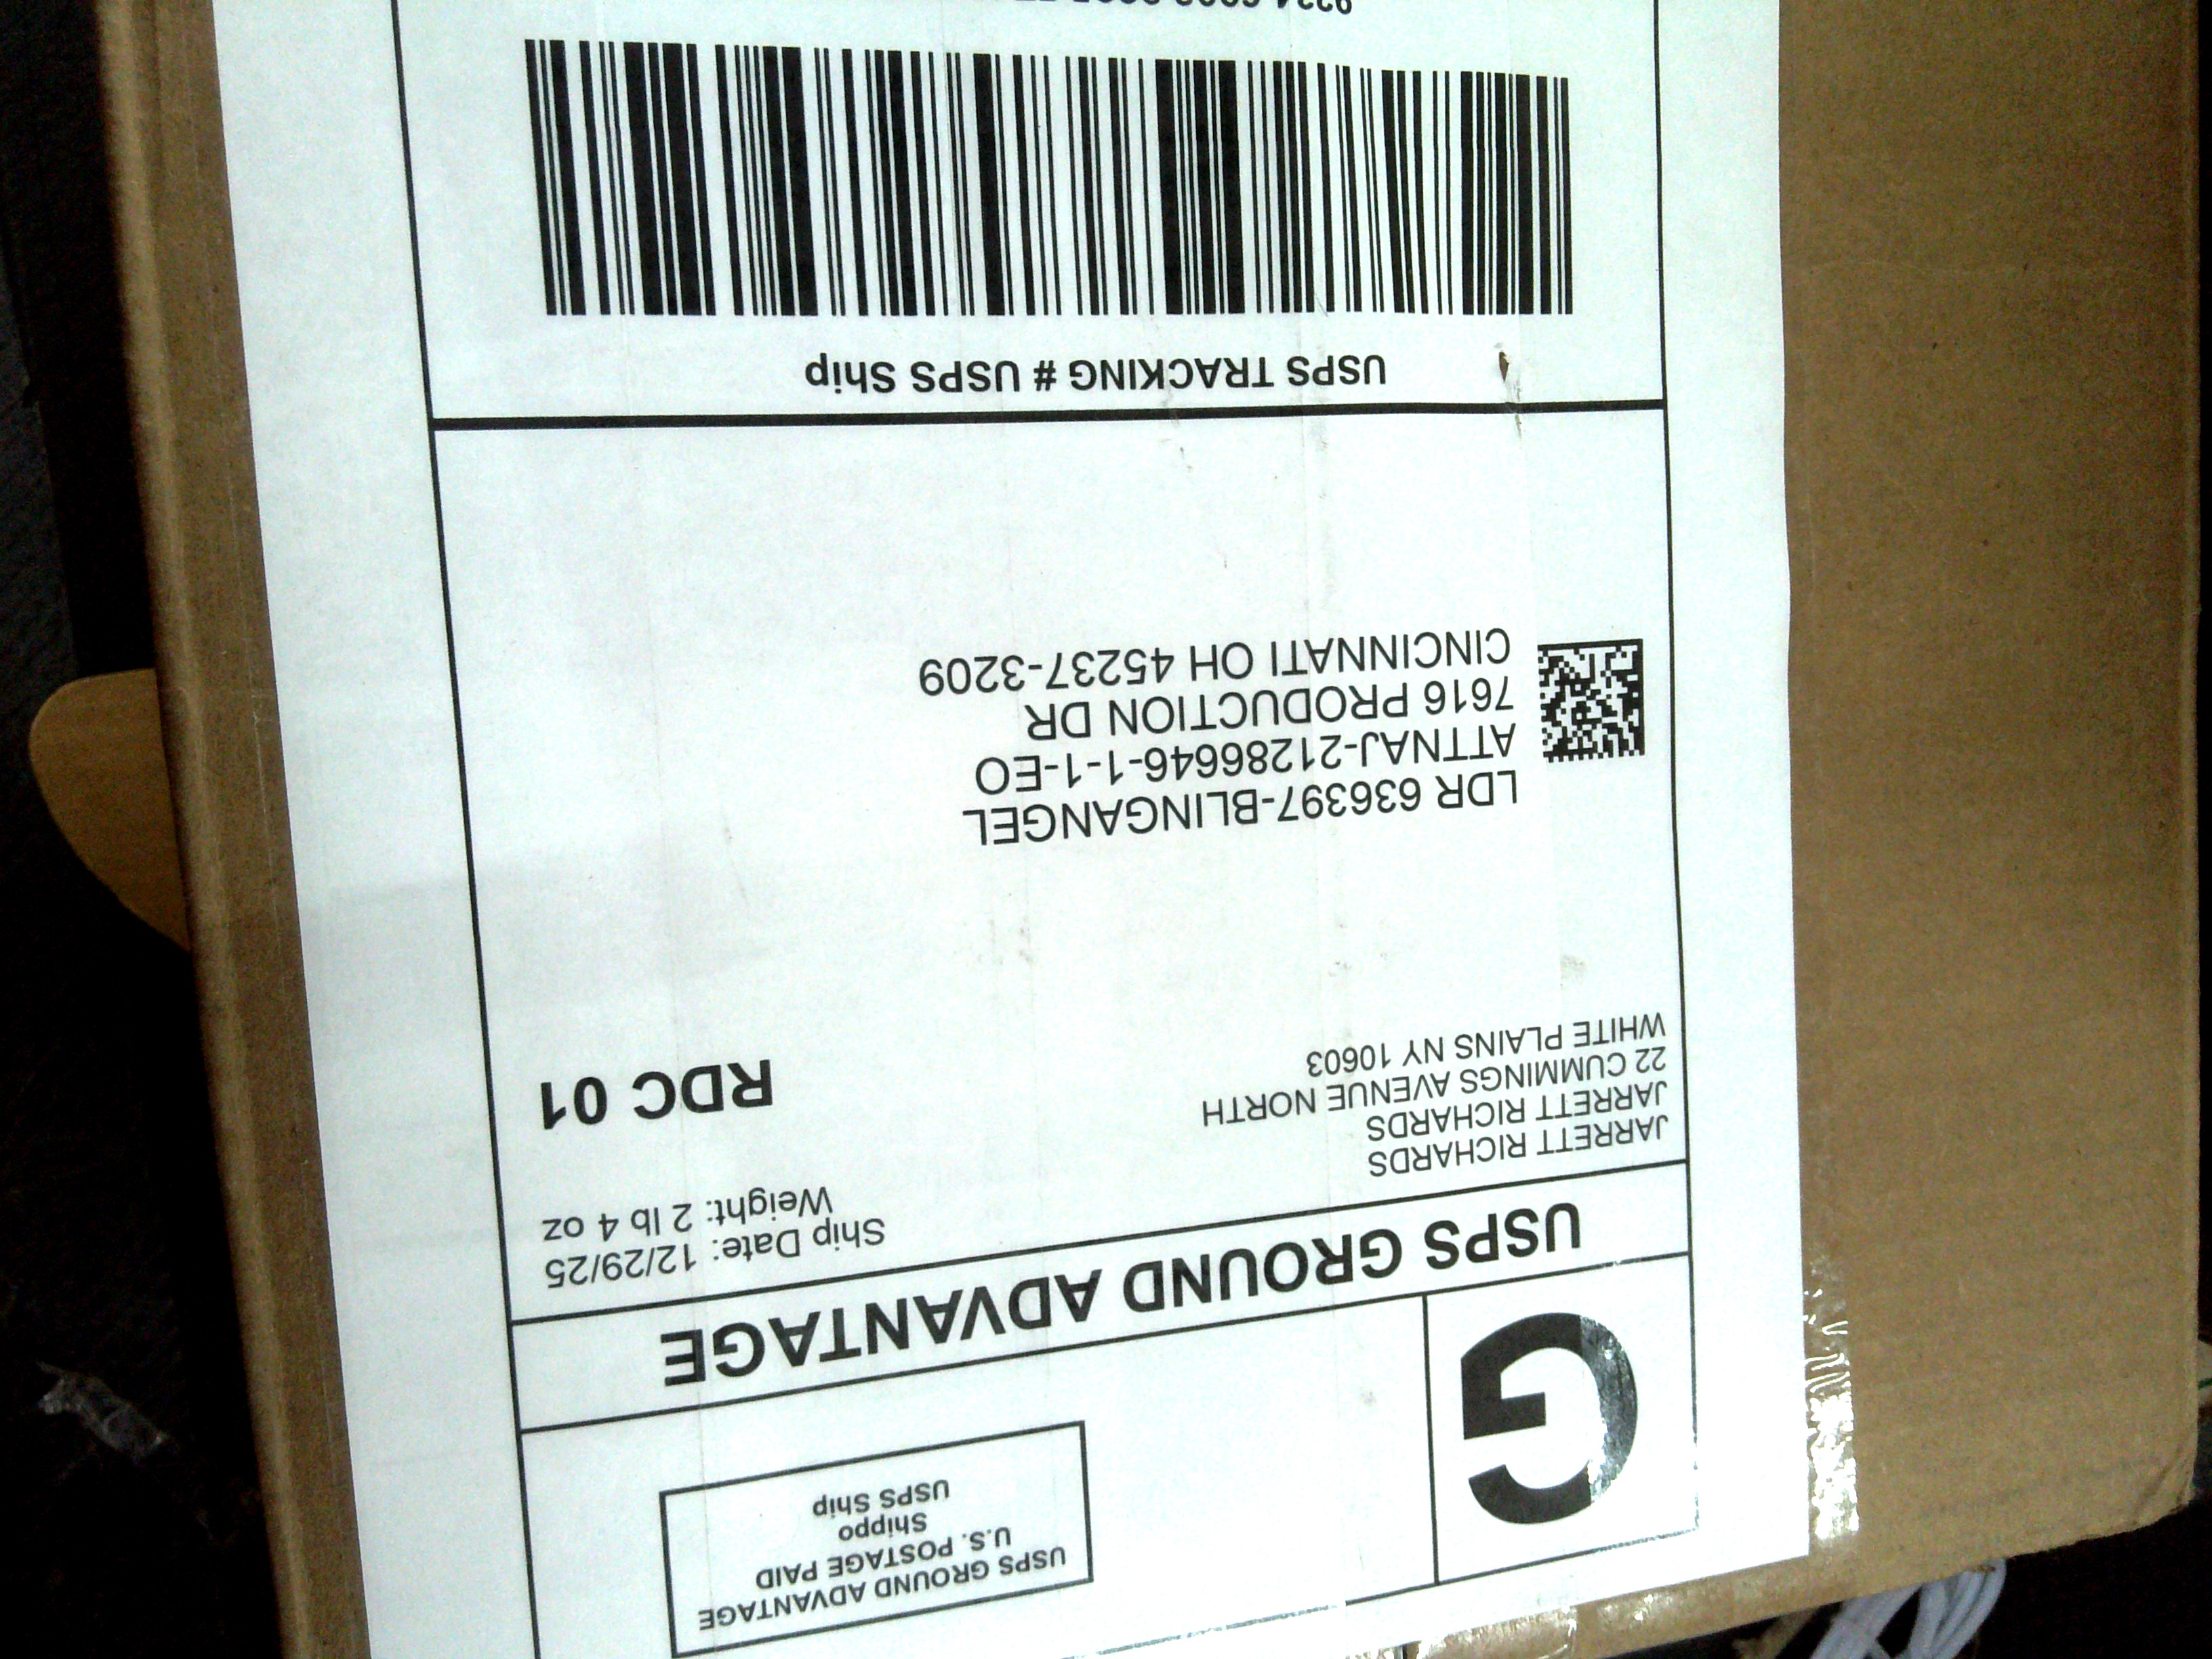 USPS GROUND ADVANTAGE
U.S. POSTAGE PAID
Shippo
USPS Ship
G
USPS GROUND ADVANTAGE
JARRETT RICHARDS
JARRETT RICHARDS
22 CUMMINGS AVENUE NORTH
WHITE PLAINS NY 10603
Ship Date: 12/29/25
Weight: 2 lb 4 oz
RDC 01
LDR 636397-BLINGANGEL
ATTNAJ-21286646-1-1-EO
7616 PRODUCTION DR
CINCINNATI OH 45237-3209
USPS TRACKING # USPS Ship